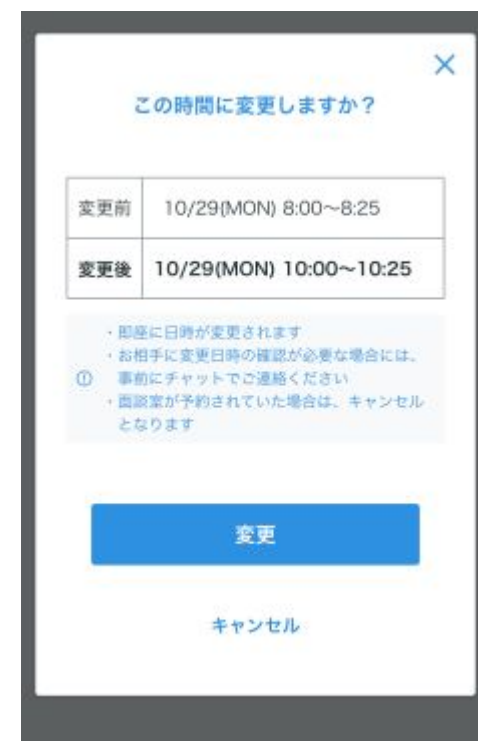 この時間に変更しますか？
変更前 10/29(MON) 8:00〜8:25
変更後 10/29(MON) 10:00〜10:25
・即座に日時が変更されます
・お相手に変更日時の確認が必要な場合には、
事前にチャットでご連絡ください
・面談室が予約されていた場合は、キャンセル
となります
変更
キャンセル